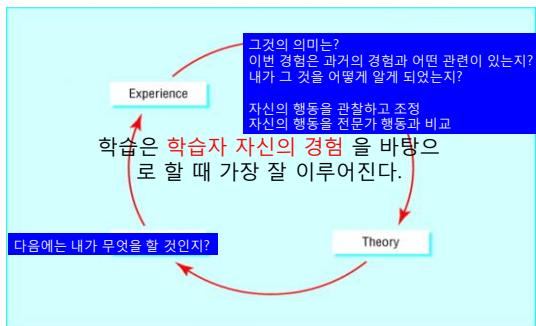 그것의 의미는?
이번 경험은 과거의 경험과 어떤 관련이 있는지?
내가 그 것을 어떻게 알게 되었는지?
자신의 행동을 관찰하고 조정
자신의 행동을 전문가 행동과 비교
Experience
학습은 학습자 자신의 경험 을 바탕으
로 할 때 가장 잘 이루어진다.
다음에는 내가 무엇을 할 것인지?
Theory